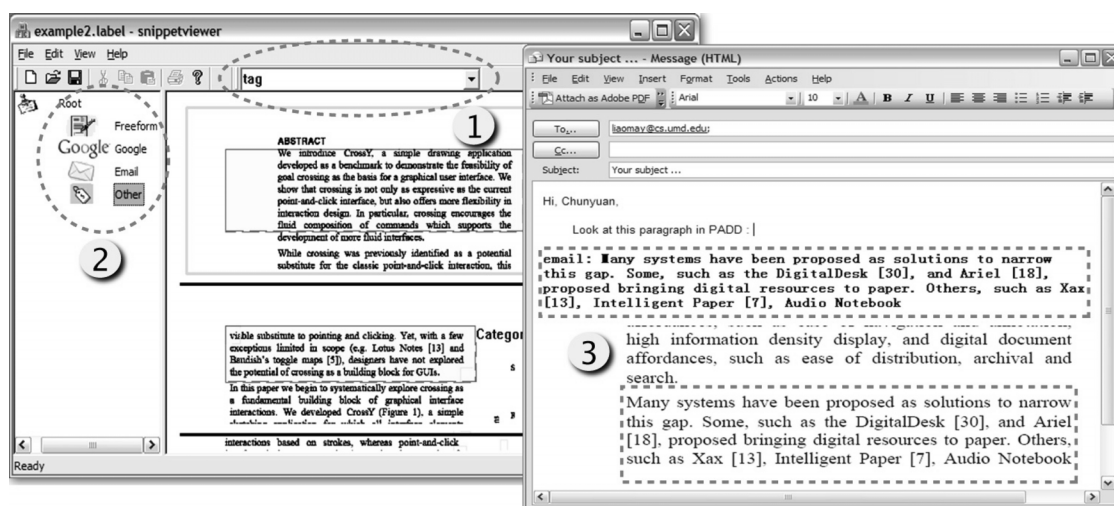 example2.label - snippetviewer
File Edit View Help
tag
1
Root
Freeform
Google Google
Email
Other
2
ABSTRACT
We introduce CrossY, a simple drawing application
developed as a benchmark to demonstrate the feasibility of
goal crossing as the basis for a graphical user interface. We
show that crossing is not only as expressive as the current
point-and-click interface, but also offers more flexibility in
interaction design. In particular, crossing encourages the
fluid composition of commands which supports the
development of more fluid interfaces.
While crossing was previously identified as a potential
substitute for the classic point-and-click interaction, this
visible substitute to pointing and clicking. Yet, with a few
exceptions limited in scope (e.g. Lotus Notes [13] and
Baudish's toggle maps [5]), designers have not explored
the potential of crossing as a building block for GUIs.
In this paper we begin to systematically explore crossing as
a fundamental building block of graphical interface
interactions. We developed CrossY (Figure 1), a simple
Categor
s
interactions based on strokes, whereas point-and-click
Ready
Your subject ... - Message (HTML)
File Edit View Insert Format Tools Actions Help
Attach as Adobe PDF Arial 10 A B I U
To...
liaomay@cs.umd.edu;
Cc...
Subject: Your subject ...
Hi, Chunyuan,
Look at this paragraph in PADD :
email: Many systems have been proposed as solutions to narrow
this gap. Some, such as the DigitalDesk [30], and Ariel [18],
proposed bringing digital resources to paper. Others, such as Xax
[13], Intelligent Paper [7], Audio Notebook
3
high information density display, and digital document
affordances, such as ease of distribution, archival and
search.
Many systems have been proposed as solutions to narrow
this gap. Some, such as the DigitalDesk [30], and Ariel
[18], proposed bringing digital resources to paper. Others,
such as Xax [13], Intelligent Paper [7], Audio Notebook